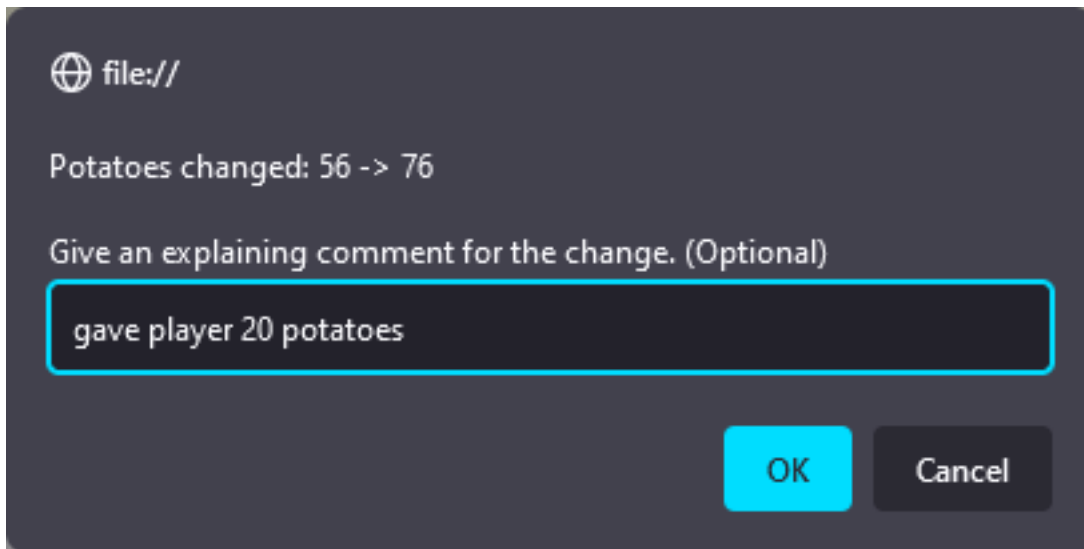 file://
Potatoes changed: 56 -> 76
Give an explaining comment for the change. (Optional)
gave player 20 potatoes
OK Cancel